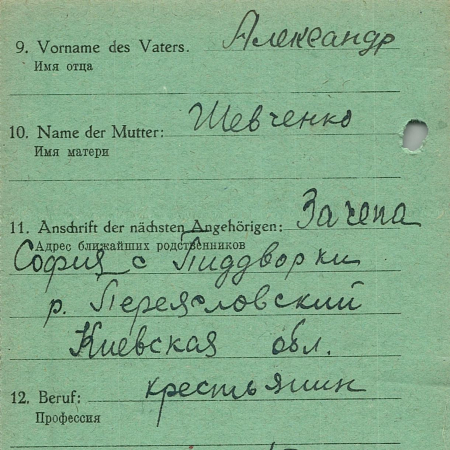 9. Vorname des Vaters. Александр
Имя отца
10. Name der Mutter: Шевченко
Имя матери
11. Anschrift der nächsten Angehörigen: Зачепа
Адрес ближайших родственников
София с Пиддворки
р. Переясловский
Киевская обл.
12. Beruf: крестьянин
Профессия